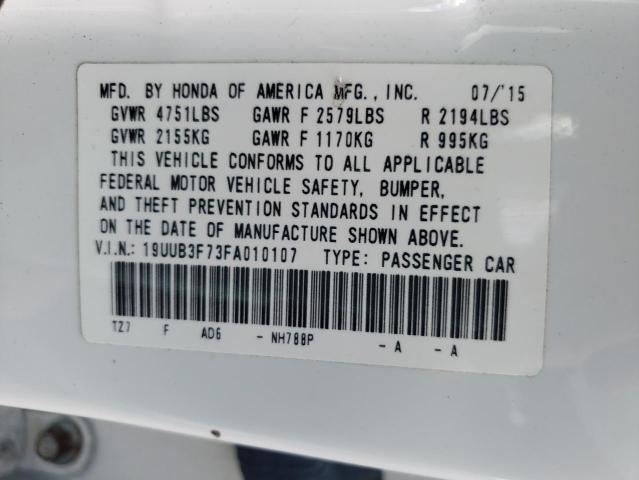 MFD. BY HONDA OF AMERICA MFG., INC. 07/'15
GVWR 4751LBS GAWR F 2579LBS R 2194LBS
GVWR 2155KG GAWR F 1170KG R 995KG
THIS VEHICLE CONFORMS TO ALL APPLICABLE
FEDERAL MOTOR VEHICLE SAFETY, BUMPER,
AND THEFT PREVENTION STANDARDS IN EFFECT
ON THE DATE OF MANUFACTURE SHOWN ABOVE.
V.I.N.: 19UUB3F73FA010107 TYPE: PASSENGER CAR
TZ7 F AD6 - NH788P - A - A